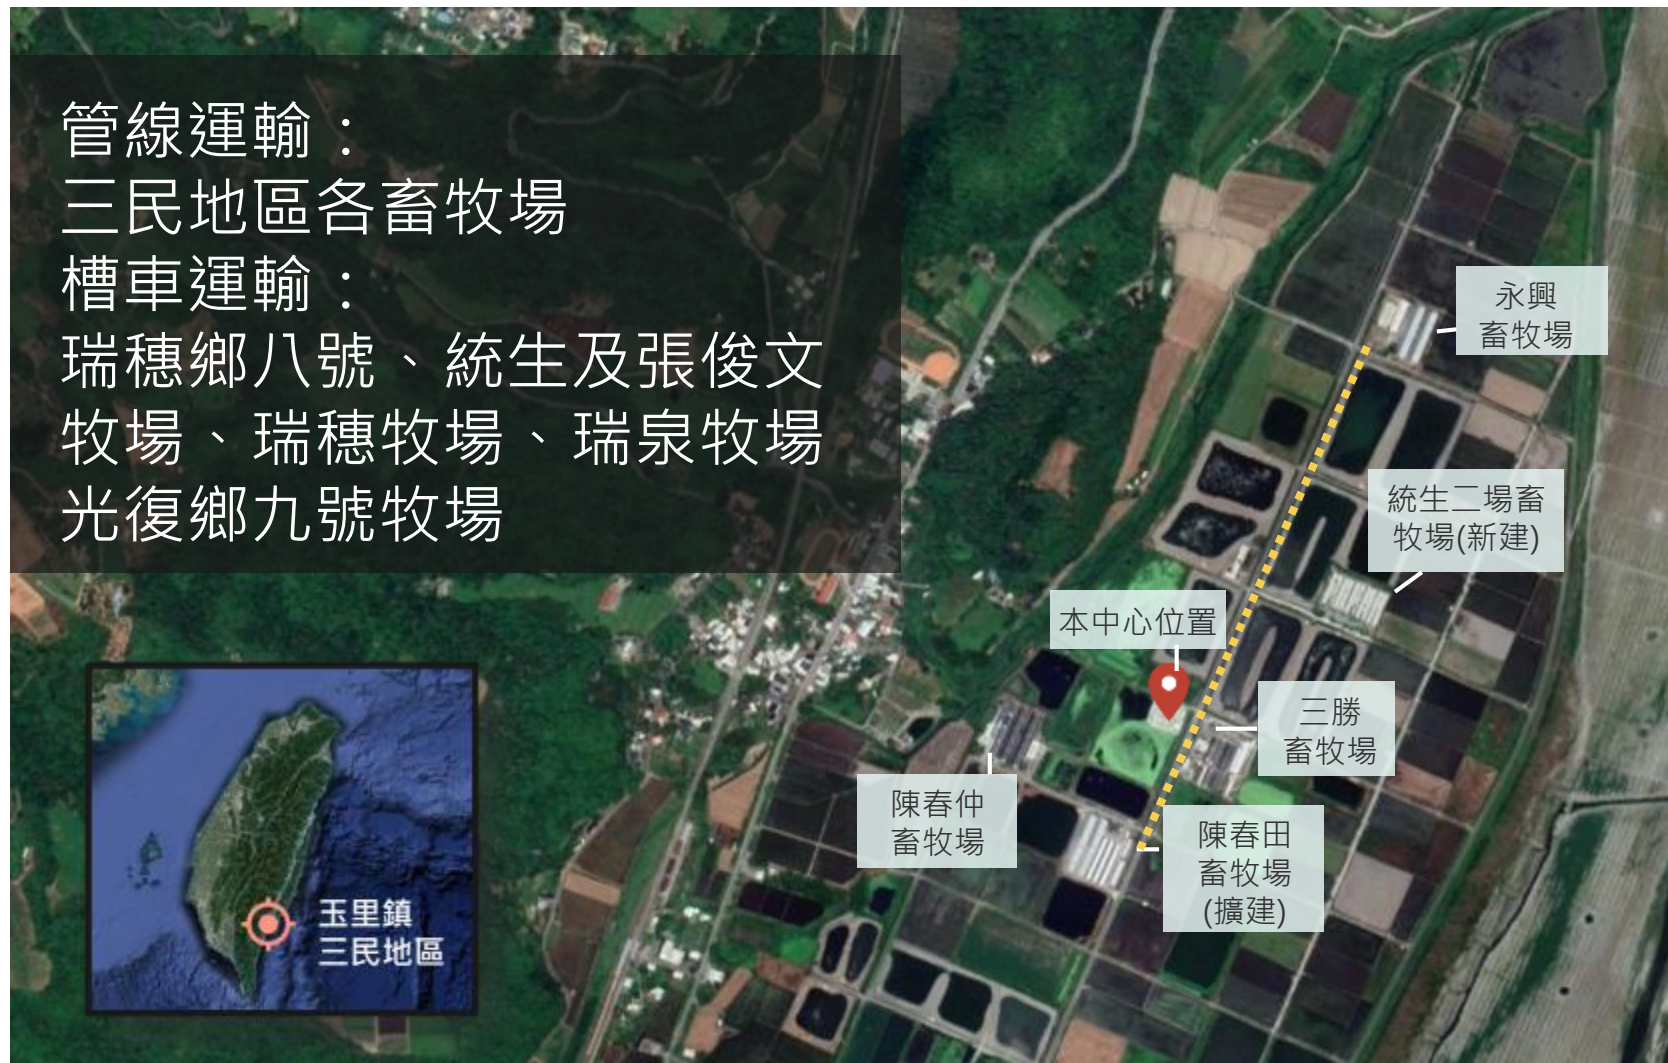 管線運輸：
三民地區各畜牧場
槽車運輸：
瑞穗鄉八號、統生及張俊文
牧場、瑞穗牧場、瑞泉牧場
光復鄉九號牧場
永興
畜牧場
統生二場畜
牧場(新建)
本中心位置
三勝
畜牧場
陳春仲
畜牧場
陳春田
畜牧場
(擴建)
玉里鎮
三民地區